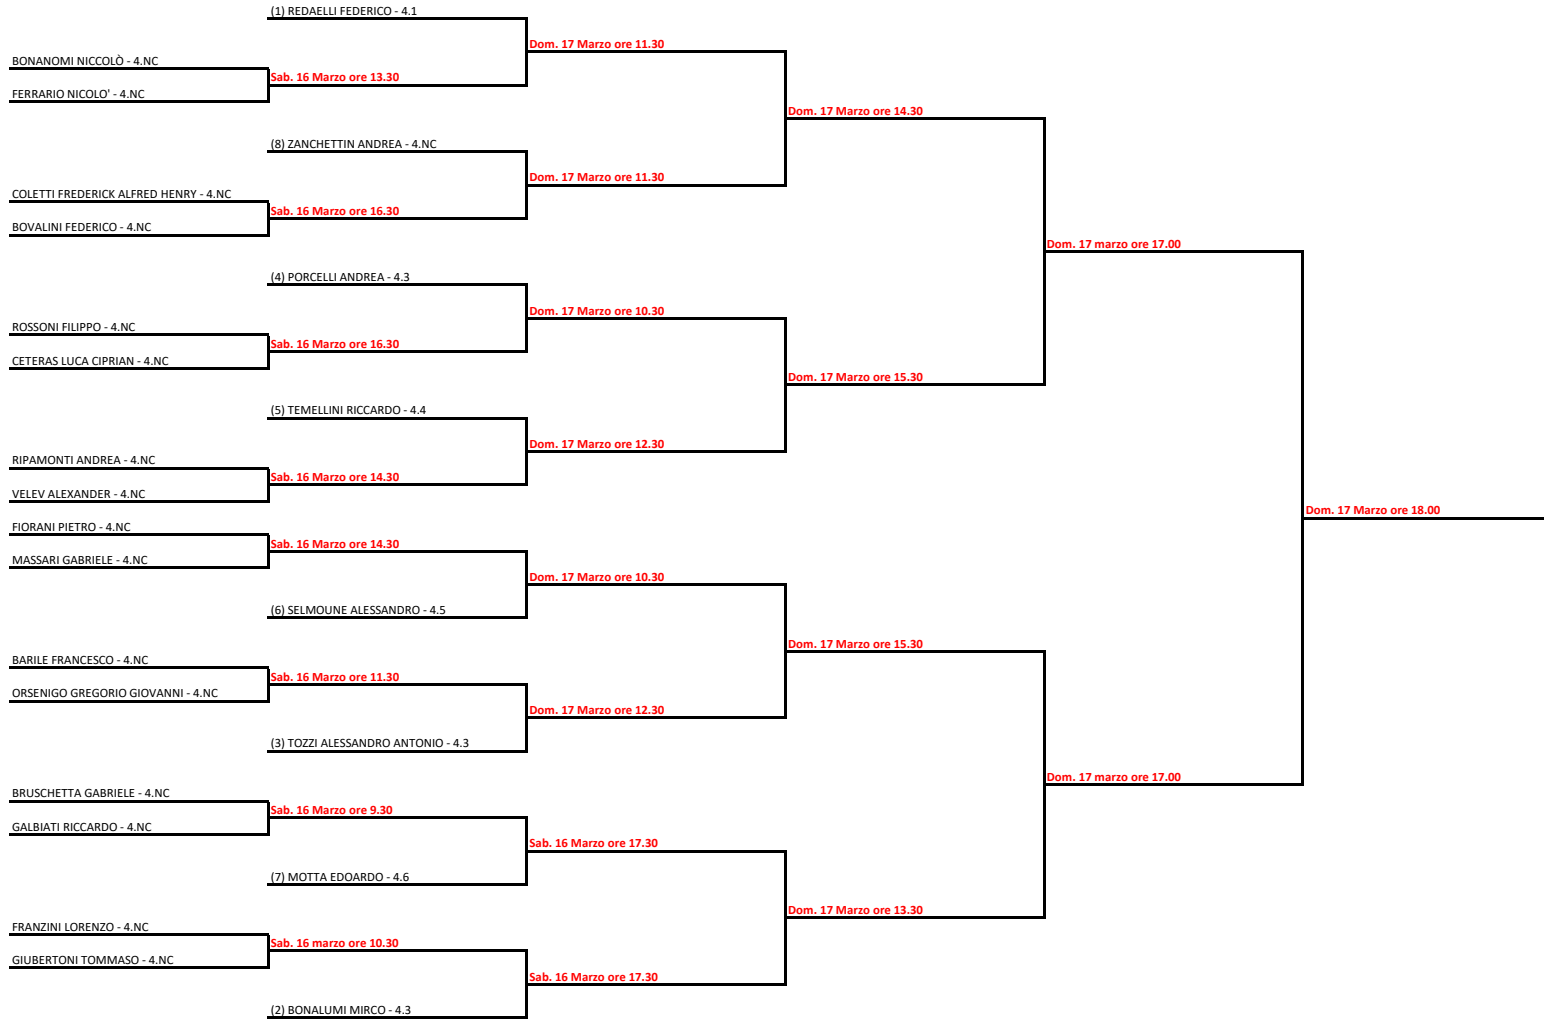 (1) REDAELLI FEDERICO - 4.1
Dom. 17 Marzo ore 11.30
BONANOMI NICCOLÒ - 4.NC
Sab. 16 Marzo ore 13.30
FERRARIO NICOLO' - 4.NC
Dom. 17 Marzo ore 14.30
(8) ZANCHETTIN ANDREA - 4.NC
Dom. 17 Marzo ore 11.30
COLETTI FREDERICK ALFRED HENRY - 4.NC
Sab. 16 Marzo ore 16.30
BOVALINI FEDERICO - 4.NC
Dom. 17 marzo ore 17.00
(4) PORCELLI ANDREA - 4.3
Dom. 17 Marzo ore 10.30
ROSSONI FILIPPO - 4.NC
Sab. 16 Marzo ore 16.30
CETERAS LUCA CIPRIAN - 4.NC
Dom. 17 Marzo ore 15.30
(5) TEMELLINI RICCARDO - 4.4
Dom. 17 Marzo ore 12.30
RIPAMONTI ANDREA - 4.NC
Sab. 16 Marzo ore 14.30
VELEV ALEXANDER - 4.NC
Dom. 17 Marzo ore 18.00
FIORANI PIETRO - 4.NC
Sab. 16 Marzo ore 14.30
MASSARI GABRIELE - 4.NC
Dom. 17 Marzo ore 10.30
(6) SELMOUNE ALESSANDRO - 4.5
Dom. 17 Marzo ore 15.30
BARILE FRANCESCO - 4.NC
Sab. 16 Marzo ore 11.30
ORSENIGO GREGORIO GIOVANNI - 4.NC
Dom. 17 Marzo ore 12.30
(3) TOZZI ALESSANDRO ANTONIO - 4.3
Dom. 17 marzo ore 17.00
BRUSCHETTA GABRIELE - 4.NC
Sab. 16 Marzo ore 9.30
GALBIATI RICCARDO - 4.NC
Sab. 16 Marzo ore 17.30
(7) MOTTA EDOARDO - 4.6
Dom. 17 Marzo ore 13.30
FRANZINI LORENZO - 4.NC
Sab. 16 marzo ore 10.30
GIUBERTONI TOMMASO - 4.NC
Sab. 16 Marzo ore 17.30
(2) BONALUMI MIRCO - 4.3